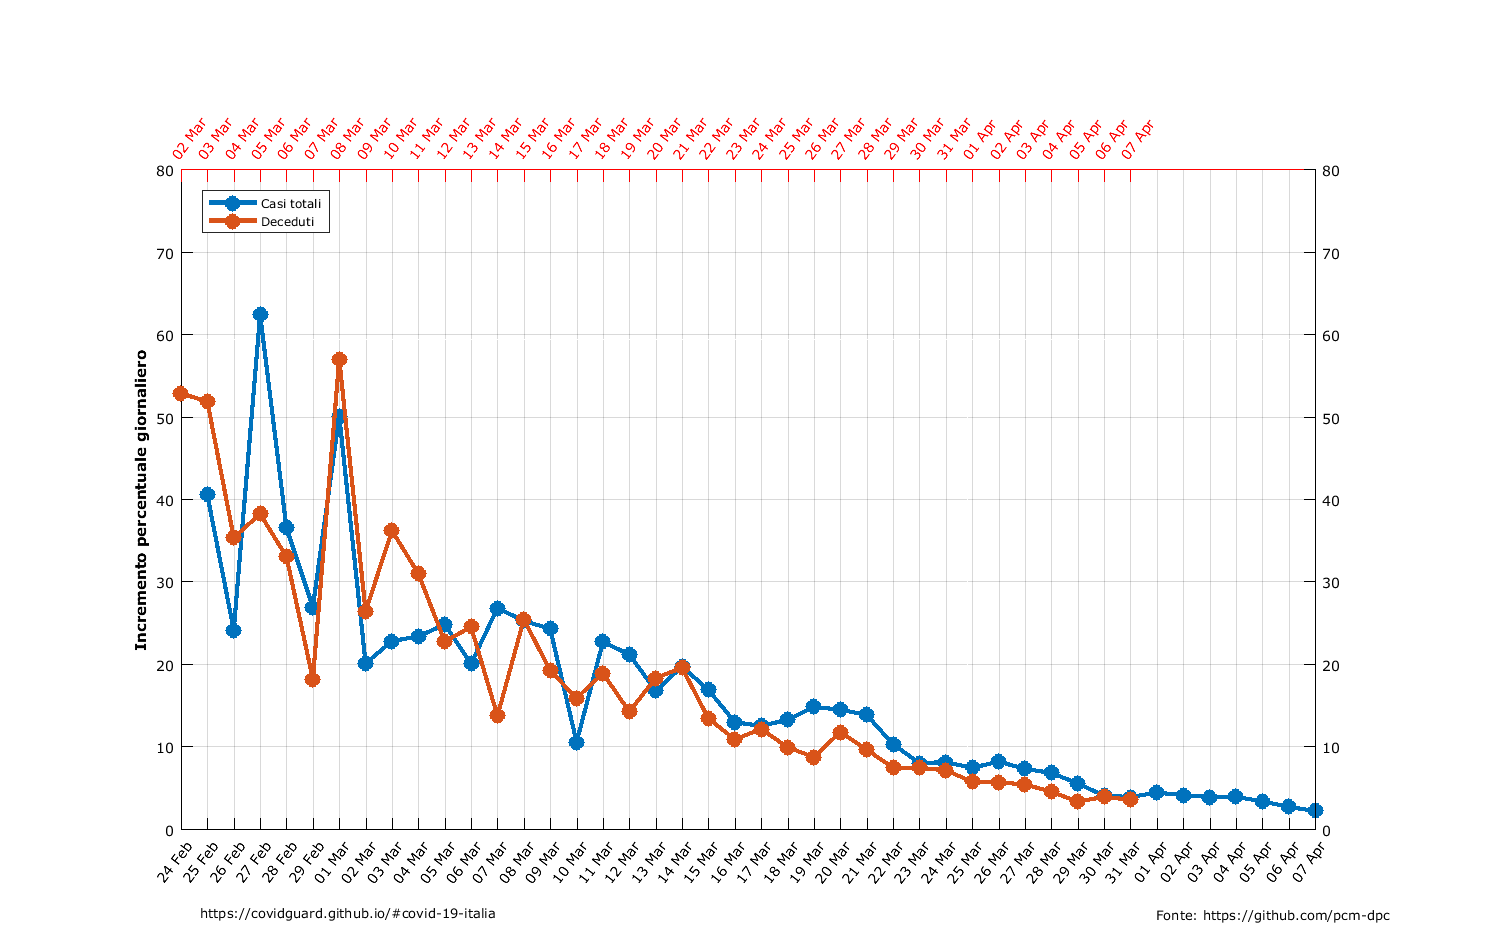 02 Mar 03 Mar 04 Mar 05 Mar 06 Mar 07 Mar 08 Mar 09 Mar 10 Mar 11 Mar 12 Mar 13 Mar 14 Mar 15 Mar 16 Mar 17 Mar 18 Mar 19 Mar 20 Mar 21 Mar 22 Mar 23 Mar 24 Mar 25 Mar 26 Mar 27 Mar 28 Mar 29 Mar 30 Mar 31 Mar 01 Apr 02 Apr 03 Apr 04 Apr 05 Apr 06 Apr 07 Apr
80 80
Casi totali
Deceduti
70 70
60 60
50 50
40 40
30 30
20 20
10 10
0 0
Incremento percentuale giornaliero
24 Feb 25 Feb 26 Feb 27 Feb 28 Feb 29 Feb 01 Mar 02 Mar 03 Mar 04 Mar 05 Mar 06 Mar 07 Mar 08 Mar 09 Mar 10 Mar 11 Mar 12 Mar 13 Mar 14 Mar 15 Mar 16 Mar 17 Mar 18 Mar 19 Mar 20 Mar 21 Mar 22 Mar 23 Mar 24 Mar 25 Mar 26 Mar 27 Mar 28 Mar 29 Mar 30 Mar 31 Mar 01 Apr 02 Apr 03 Apr 04 Apr 05 Apr 06 Apr 07 Apr
https://covidguard.github.io/#covid-19-italia
Fonte: https://github.com/pcm-dpc